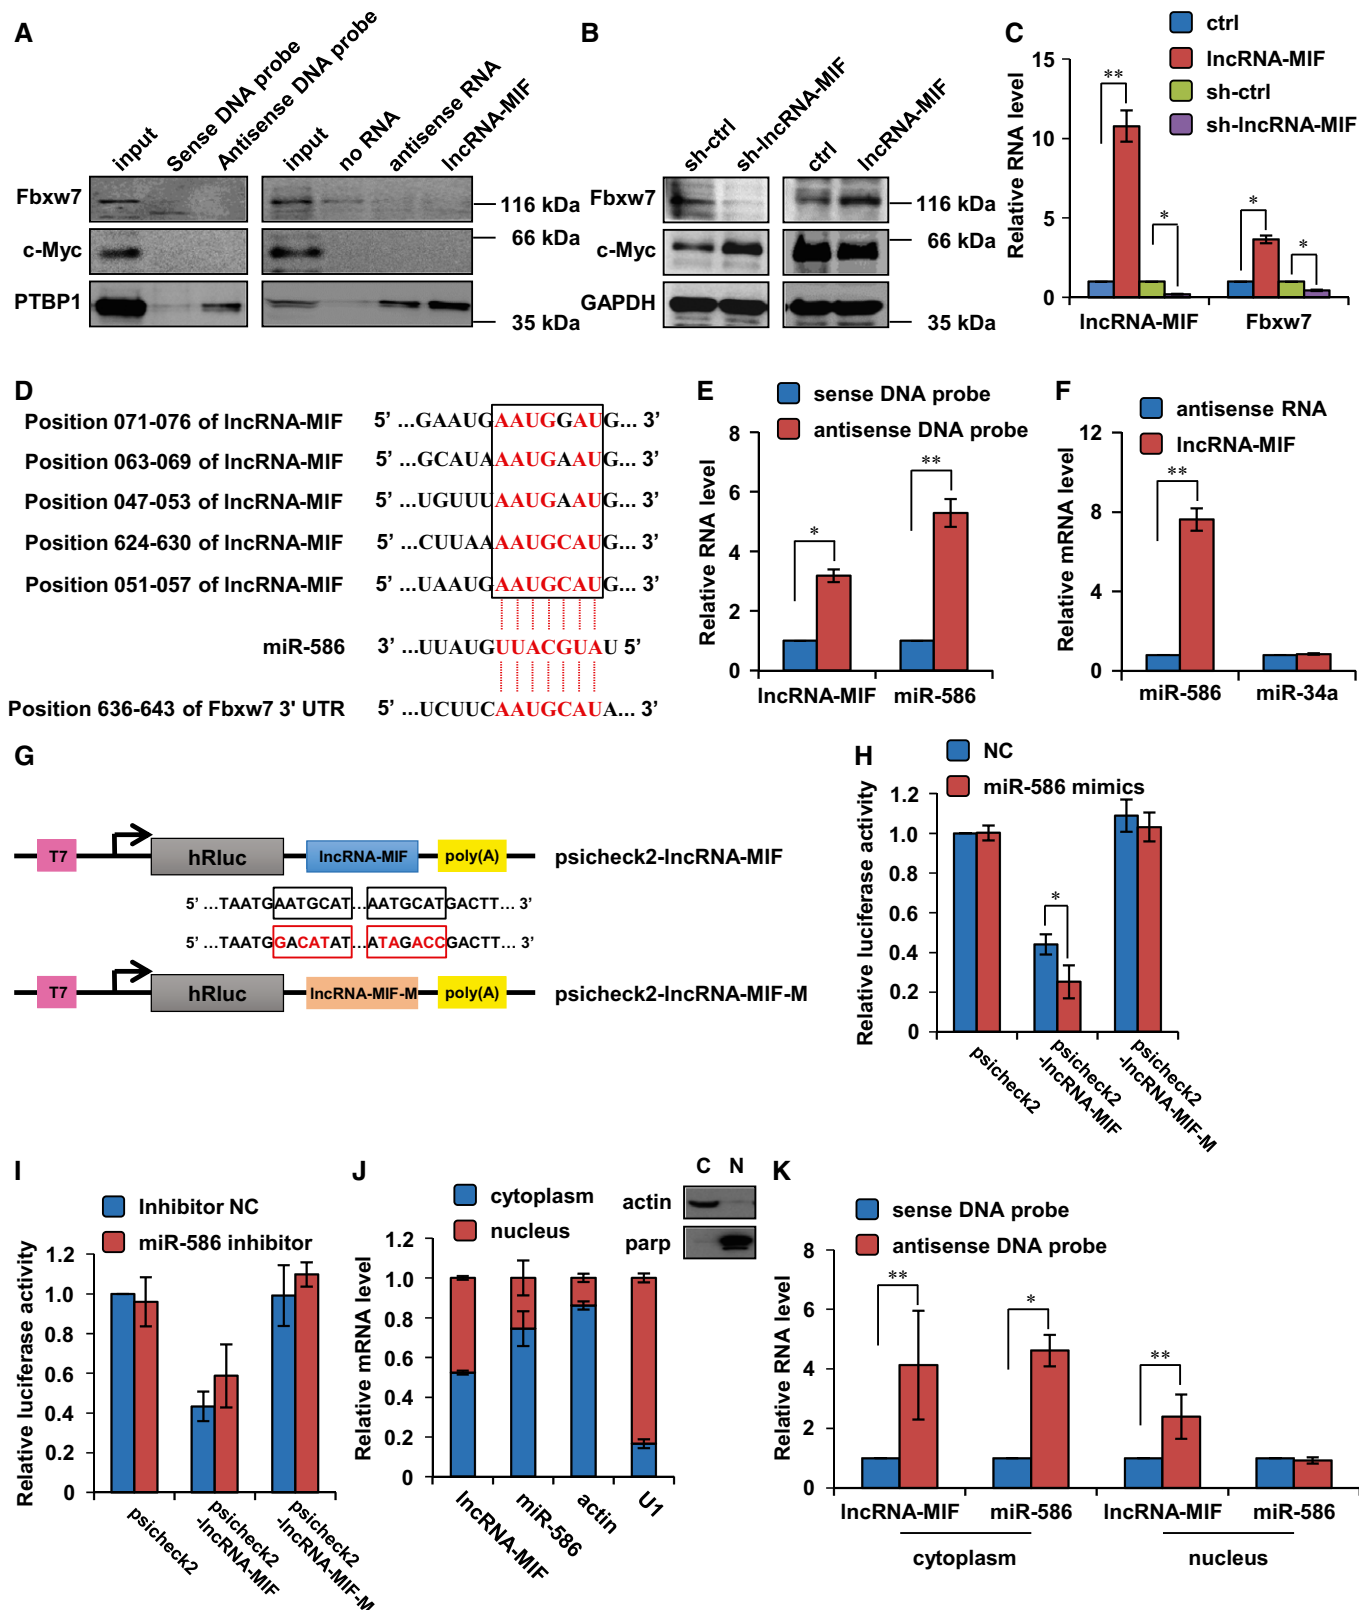 A
input
Sense DNA probe
Antisense DNA probe
input
no RNA
antisense RNA
lncRNA-MIF
Fbxw7
c-Myc
PTBP1
116 kDa
66 kDa
35 kDa
B
sh-ctrl
sh-lncRNA-MIF
ctrl
lncRNA-MIF
Fbxw7
c-Myc
GAPDH
116 kDa
66 kDa
35 kDa
C
ctrl
lncRNA-MIF
sh-ctrl
sh-lncRNA-MIF
Relative RNA level
15
10
5
0
**
*
*
*
lncRNA-MIF
Fbxw7
D
Position 071-076 of lncRNA-MIF 5’ ...GAAUGAAUGGAUG... 3’
Position 063-069 of lncRNA-MIF 5’ ...GCAUAAAUGAAUG... 3’
Position 047-053 of lncRNA-MIF 5’ ...UGUUUAAUGAAUG... 3’
Position 624-630 of lncRNA-MIF 5’ ...CUUAAAAUGCAUG... 3’
Position 051-057 of lncRNA-MIF 5’ ...UAAUGAAUGCAUG... 3’
miR-586 3’ ...UUAUGUUACGUAU 5’
Position 636-643 of Fbxw7 3' UTR 5’ ...UCUUCAAUGCAUA... 3’
E
sense DNA probe
antisense DNA probe
Relative RNA level
8
6
4
2
0
*
**
lncRNA-MIF
miR-586
F
antisense RNA
lncRNA-MIF
Relative mRNA level
12
8
4
0
**
miR-586
miR-34a
G
T7
hRluc
lncRNA-MIF
poly(A)
psicheck2-lncRNA-MIF
5’ ...TAATGAATGCAT...AATGCATGACTT... 3’
5’ ...TAATGGACATAT...ATAGACCGACTT... 3’
T7
hRluc
lncRNA-MIF-M
poly(A)
psicheck2-lncRNA-MIF-M
H
NC
miR-586 mimics
Relative luciferase activity
1.2
1.0
0.8
0.6
0.4
0.2
0
*
psicheck2
psicheck2
-lncRNA-MIF
psicheck2
-lncRNA-MIF-M
I
Inhibitor NC
miR-586 inhibitor
Relative luciferase activity
1.2
1.0
0.8
0.6
0.4
0.2
0
psicheck2
psicheck2
-lncRNA-MIF
psicheck2
-lncRNA-MIF-M
J
cytoplasm
nucleus
C N
actin
parp
Relative mRNA level
1.2
1.0
0.8
0.6
0.4
0.2
0
lncRNA-MIF
miR-586
actin
U1
K
sense DNA probe
antisense DNA probe
Relative RNA level
8
6
4
2
0
**
*
**
lncRNA-MIF
miR-586
lncRNA-MIF
miR-586
cytoplasm
nucleus